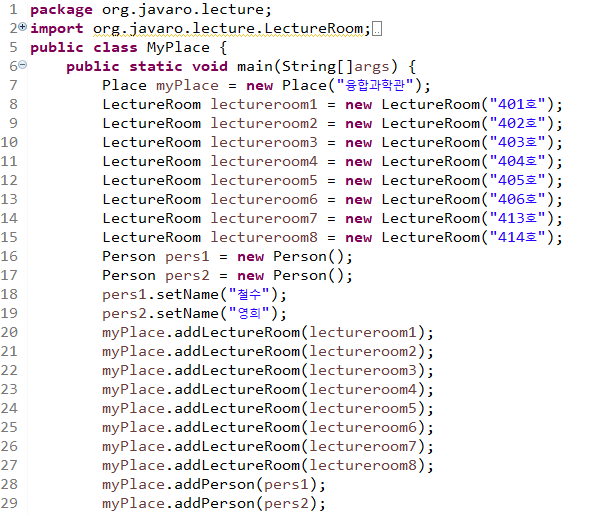 1 package org.javaro.lecture;
2 import org.javaro.lecture.LectureRoom;
5 public class MyPlace {
6 public static void main(String[]args) {
7 Place myPlace = new Place("융합과학관");
8 LectureRoom lectureroom1 = new LectureRoom("401호");
9 LectureRoom lectureroom2 = new LectureRoom("402호");
10 LectureRoom lectureroom3 = new LectureRoom("403호");
11 LectureRoom lectureroom4 = new LectureRoom("404호");
12 LectureRoom lectureroom5 = new LectureRoom("405호");
13 LectureRoom lectureroom6 = new LectureRoom("406호");
14 LectureRoom lectureroom7 = new LectureRoom("413호");
15 LectureRoom lectureroom8 = new LectureRoom("414호");
16 Person pers1 = new Person();
17 Person pers2 = new Person();
18 pers1.setName("철수");
19 pers2.setName("영희");
20 myPlace.addLectureRoom(lectureroom1);
21 myPlace.addLectureRoom(lectureroom2);
22 myPlace.addLectureRoom(lectureroom3);
23 myPlace.addLectureRoom(lectureroom4);
24 myPlace.addLectureRoom(lectureroom5);
25 myPlace.addLectureRoom(lectureroom6);
26 myPlace.addLectureRoom(lectureroom7);
27 myPlace.addLectureRoom(lectureroom8);
28 myPlace.addPerson(pers1);
29 myPlace.addPerson(pers2);